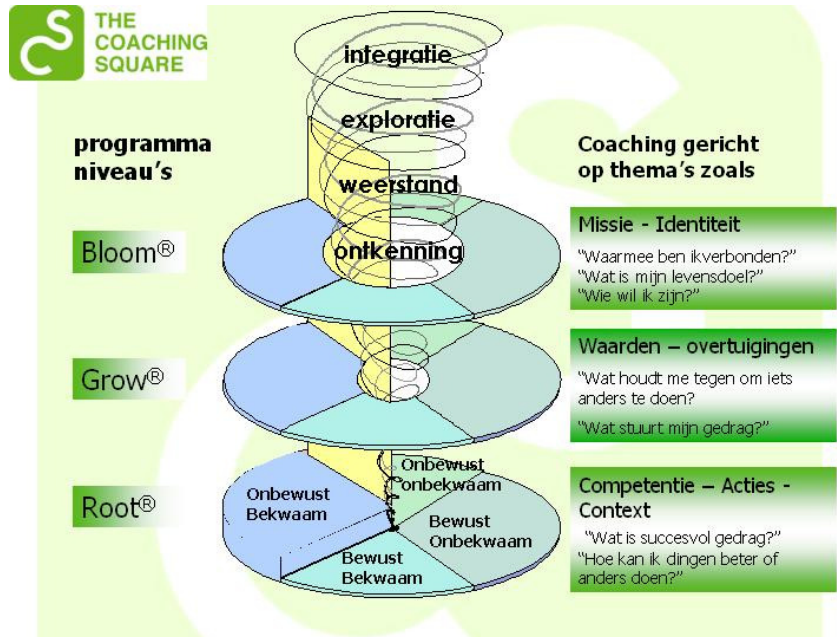 THE
COACHING
SQUARE
programma
niveau's
integratie
exploratie
weerstand
ontkenning
Coaching gericht
op thema's zoals
Bloom®
Missie - Identiteit
"Waarmee ben ikverbonden?"
"Wat is mijn levensdoel?"
"Wie wil ik zijn?"
Grow®
Waarden – overtuigingen
"Wat houdt me tegen om iets
anders te doen?
"Wat stuurt mijn gedrag?"
Root®
Onbewust
Bekwaam
Onbewust
onbekwaam
Bewust
Onbekwaam
Bewust
Bekwaam
Competentie – Acties -
Context
"Wat is succesvol gedrag?"
"Hoe kan ik dingen beter of
anders doen?"